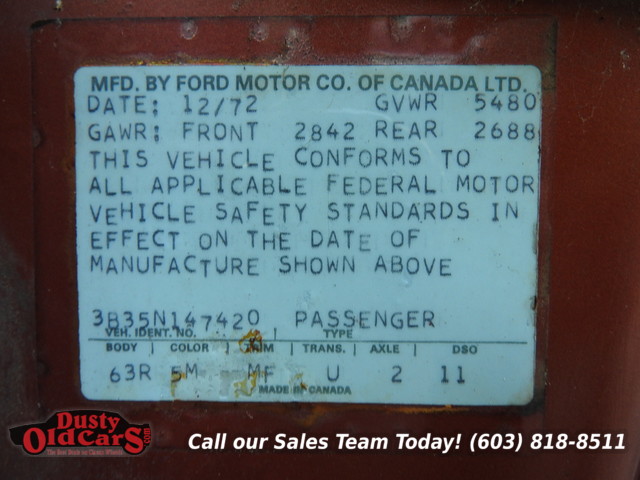 MFD. BY FORD MOTOR CO. OF CANADA LTD.
DATE: 12/72 GVWR 5480
GAWR: FRONT 2842 REAR 2688
THIS VEHICLE CONFORMS TO
ALL APPLICABLE FEDERAL MOTOR
VEHICLE SAFETY STANDARDS IN
EFFECT ON THE DATE OF
MANUFACTURE SHOWN ABOVE
3B35N147420 PASSENGER
VEH. IDENT. NO. TYPE
BODY | COLOR | TRIM | TRANS. | AXLE | DSO
63R 5M MF U 2 11
MADE IN CANADA
Dusty
OldCars.com
Call our Sales Team Today! (603) 818-8511